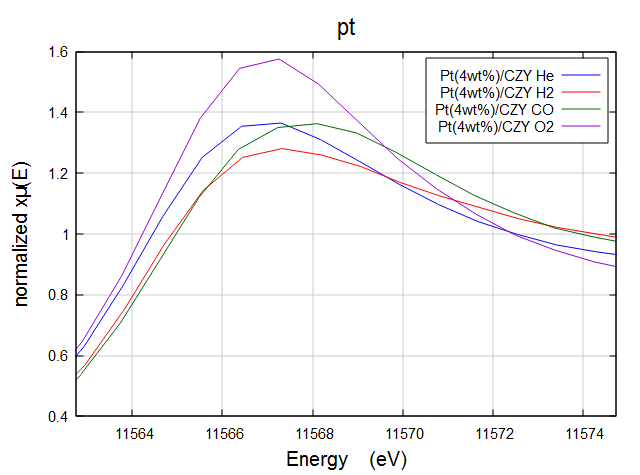 pt
1.6
1.4
1.2
1
0.8
0.6
0.4
normalized xμ(E)
Pt(4wt%)/CZY He
Pt(4wt%)/CZY H2
Pt(4wt%)/CZY CO
Pt(4wt%)/CZY O2
11564 11566 11568 11570 11572 11574
Energy (eV)